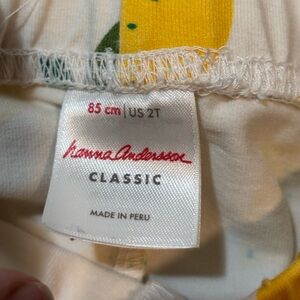 85 cm | US 2T
hanna andersson
CLASSIC
MADE IN PERU